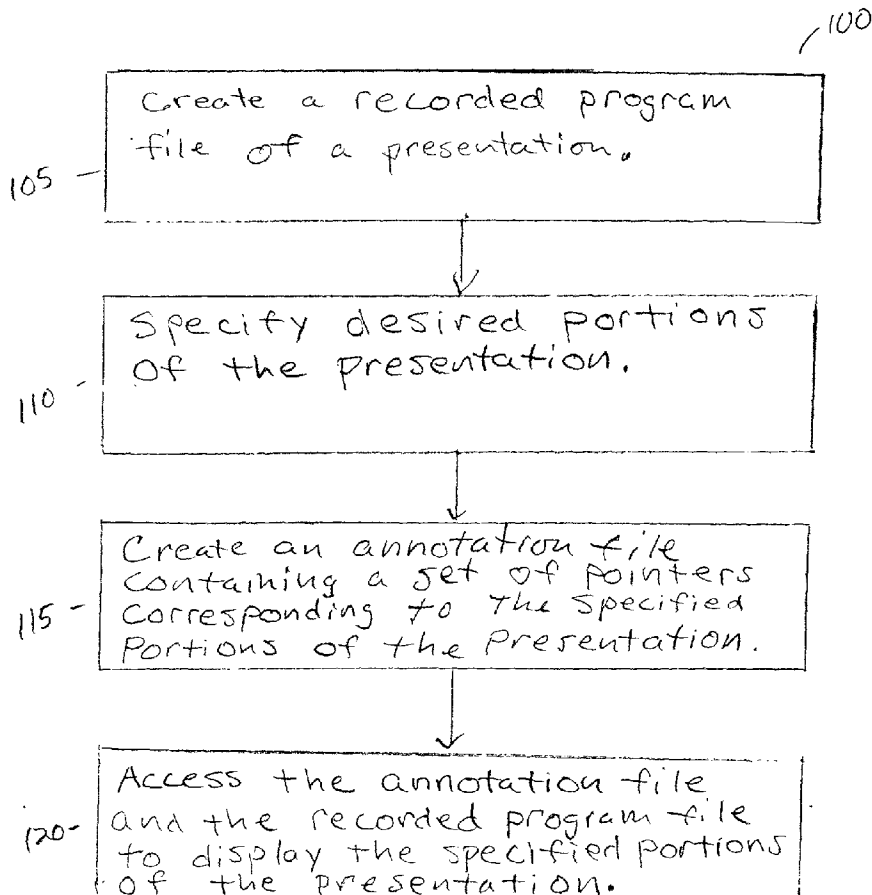 100
Create a recorded program
file of a presentation.
105
Specify desired portions
of the presentation.
110
Create an annotation file
containing a set of pointers
corresponding to the specified
portions of the presentation.
115
Access the annotation file
and the recorded program file
to display the specified portions
of the presentation.
120